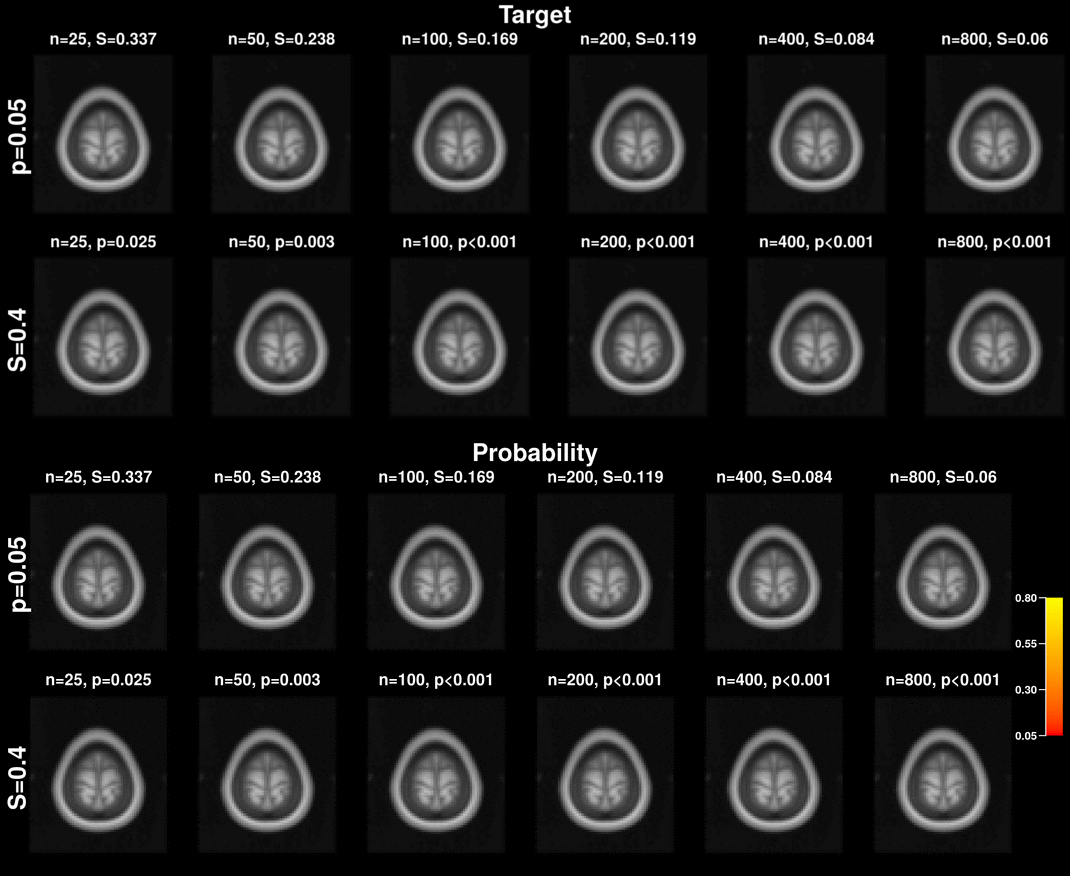 Target
n=25, S=0.337 n=50, S=0.238 n=100, S=0.169 n=200, S=0.119 n=400, S=0.084 n=800, S=0.06
p=0.05
n=25, p=0.025 n=50, p=0.003 n=100, p<0.001 n=200, p<0.001 n=400, p<0.001 n=800, p<0.001
S=0.4
Probability
n=25, S=0.337 n=50, S=0.238 n=100, S=0.169 n=200, S=0.119 n=400, S=0.084 n=800, S=0.06
p=0.05
n=25, p=0.025 n=50, p=0.003 n=100, p<0.001 n=200, p<0.001 n=400, p<0.001 n=800, p<0.001
S=0.4
0.80
0.55
0.30
0.05